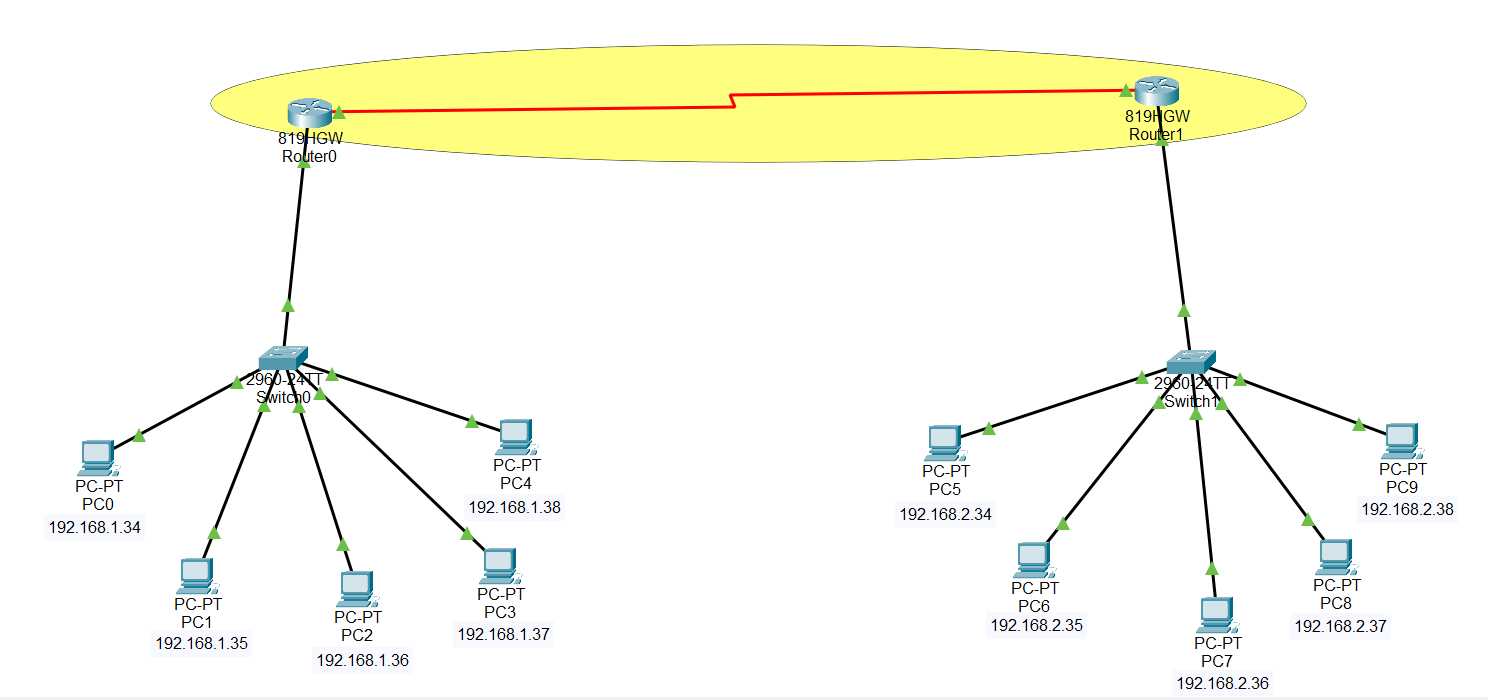 819HGW
Router0
819HGW
Router1
2960-24TT
Switch0
2960-24TT
Switch1
PC-PT
PC0
192.168.1.34
PC-PT
PC1
192.168.1.35
PC-PT
PC2
192.168.1.36
PC-PT
PC3
192.168.1.37
PC-PT
PC4
192.168.1.38
PC-PT
PC5
192.168.2.34
PC-PT
PC6
192.168.2.35
PC-PT
PC7
192.168.2.36
PC-PT
PC8
192.168.2.37
PC-PT
PC9
192.168.2.38